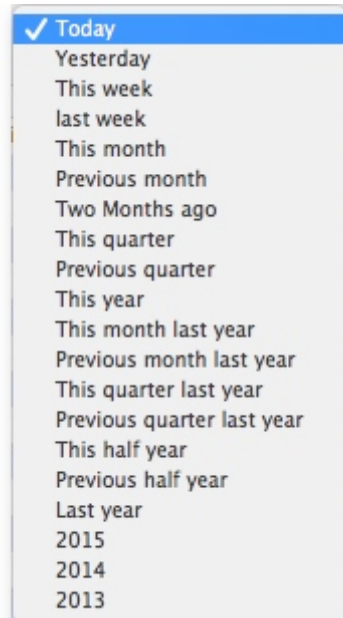 Today
Yesterday
This week
last week
This month
Previous month
Two Months ago
This quarter
Previous quarter
This year
This month last year
Previous month last year
This quarter last year
Previous quarter last year
This half year
Previous half year
Last year
2015
2014
2013